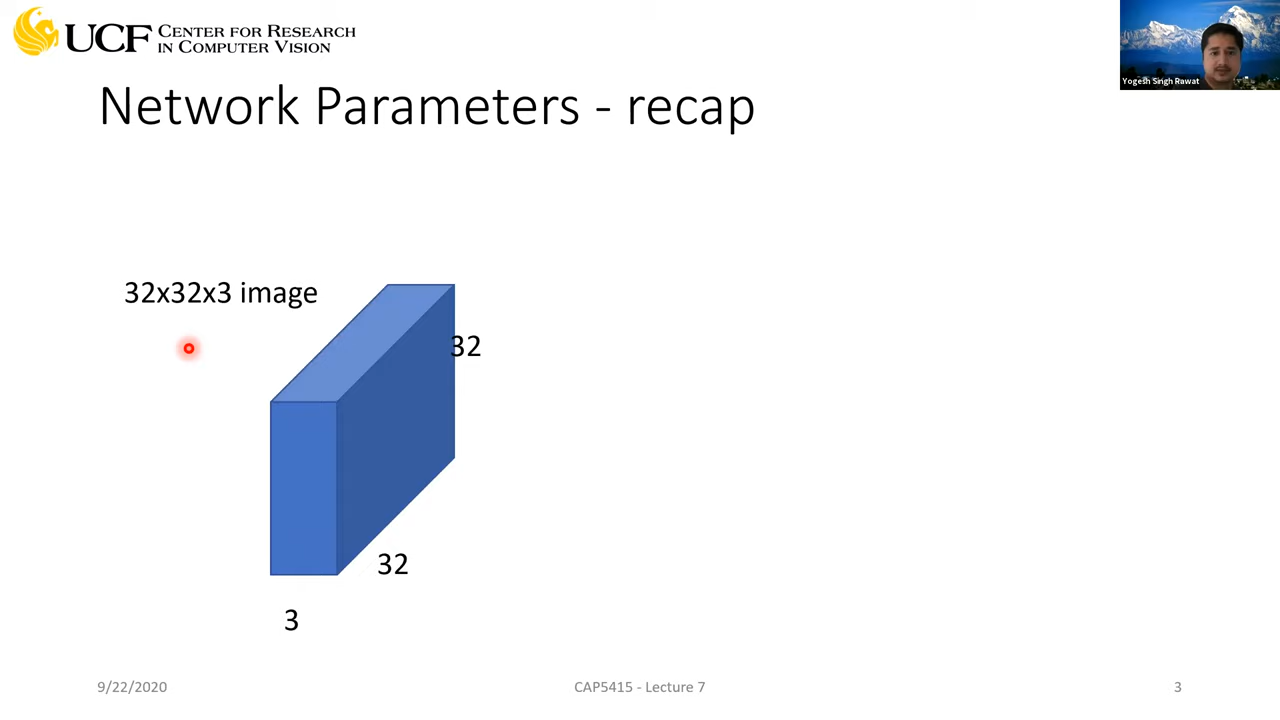 UCF CENTER FOR RESEARCH
IN COMPUTER VISION
Yogesh Singh Rawat
Network Parameters - recap
32x32x3 image
32
32
3
9/22/2020
CAP5415 - Lecture 7
3